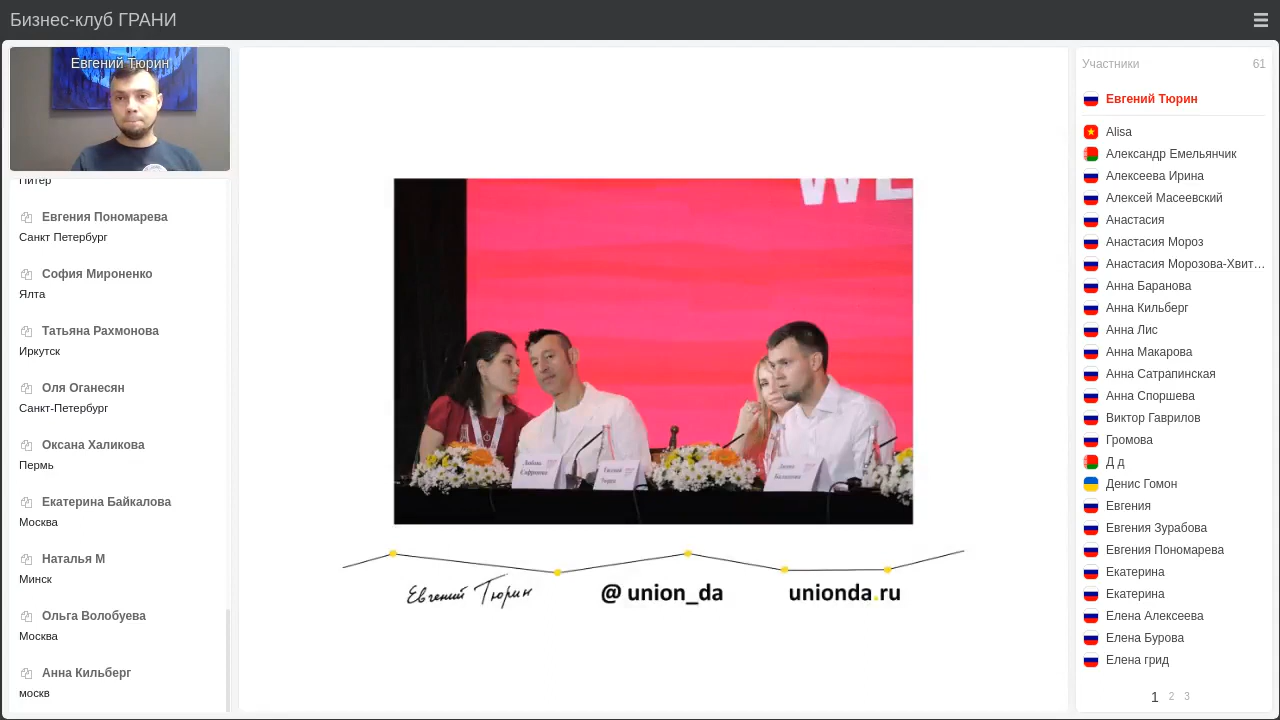 Бизнес-клуб ГРАНИ
Евгений Тюрин
Питер
Евгения Пономарева
Санкт Петербург
София Мироненко
Ялта
Татьяна Рахмонова
Иркутск
Оля Оганесян
Санкт-Петербург
Оксана Халикова
Пермь
Екатерина Байкалова
Москва
Наталья М
Минск
Ольга Волобуева
Москва
Анна Кильберг
москв
WE
Евгений Тюрин
@ union_da
unionda.ru
Участники 61
Евгений Тюрин
Alisa
Александр Емельянчик
Алексеева Ирина
Алексей Масеевский
Анастасия
Анастасия Мороз
Анастасия Морозова-Хвит…
Анна Баранова
Анна Кильберг
Анна Лис
Анна Макарова
Анна Сатрапинская
Анна Споршева
Виктор Гаврилов
Громова
Д д
Денис Гомон
Евгения
Евгения Зурабова
Евгения Пономарева
Екатерина
Екатерина
Елена Алексеева
Елена Бурова
Елена грид
1 2 3